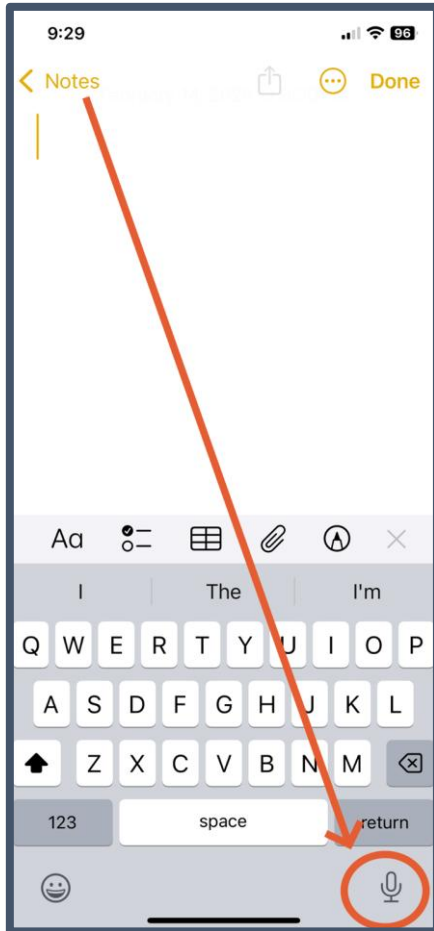 9:29 96
Notes Done
Aa
I The I'm
Q W E R T Y U I O P
A S D F G H J K L
Z X C V B N M
123 space return